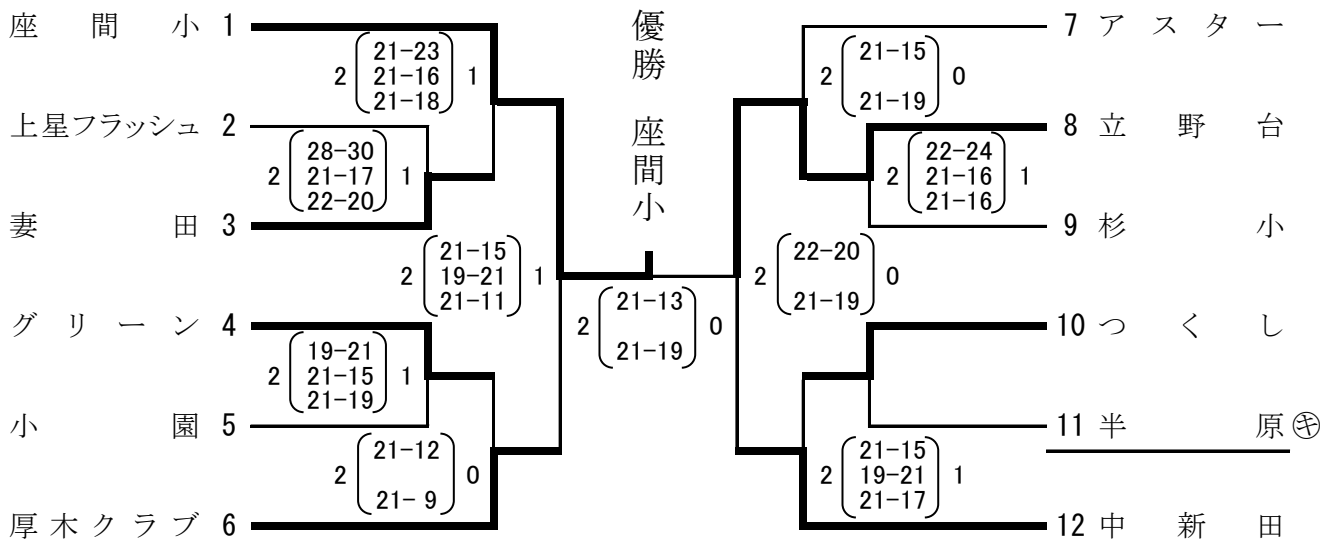 座間小 1
21-23
2 21-16 1
21-18
上星フラッシュ 2
28-30
2 21-17 1
22-20
妻田 3
21-15
2 19-21 1
21-11
グリーン 4
19-21
2 21-15 1
21-19
小園 5
21-12
2 0
21- 9
厚木クラブ 6
優勝 座間小
21-13
2 0
21-19
7 アスター
21-15
2 0
21-19
8 立野台
22-24
2 21-16 1
21-16
9 杉小
22-20
2 0
21-19
10 つくし
11 半原㋖
21-15
2 19-21 1
21-17
12 中新田